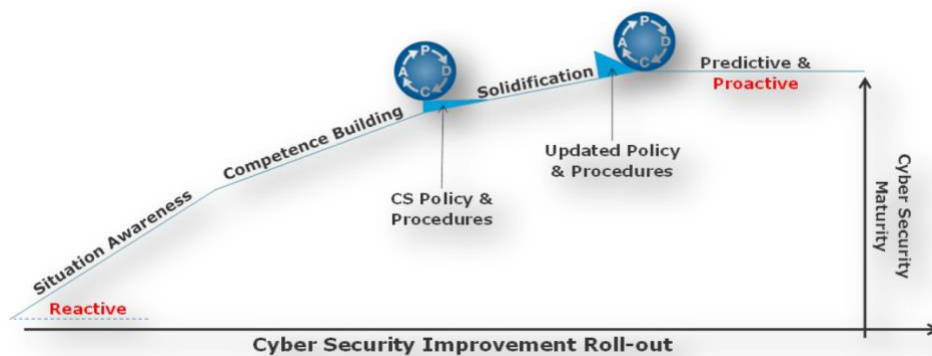 P
A D
C
P
A D
C
Predictive &
Proactive
Solidification
Competence Building
Situation Awareness
Reactive
CS Policy &
Procedures
Updated Policy
& Procedures
Cyber Security
Maturity
Cyber Security Improvement Roll-out